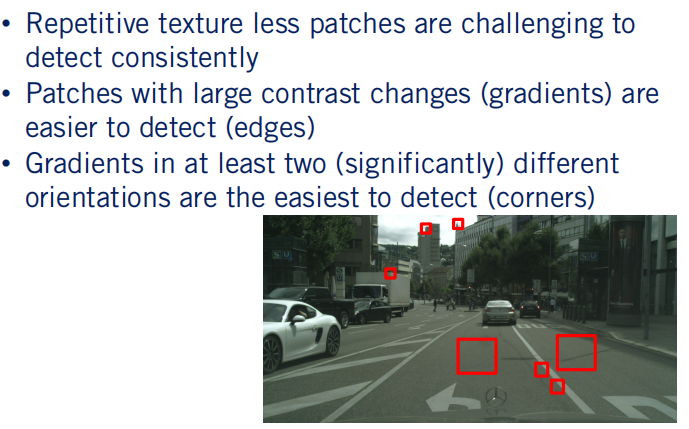 • Repetitive texture less patches are challenging to
detect consistently
• Patches with large contrast changes (gradients) are
easier to detect (edges)
• Gradients in at least two (significantly) different
orientations are the easiest to detect (corners)